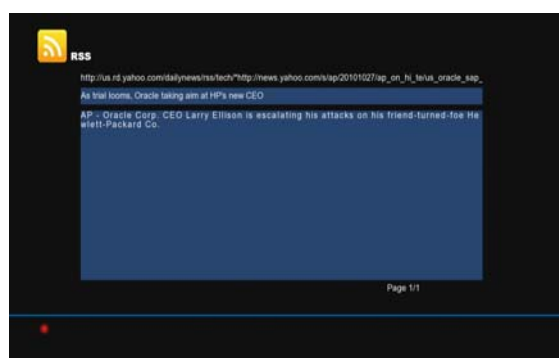 RSS
http://us.rd.yahoo.com/dailynews/rss/tech/*http://news.yahoo.com/s/ap/20101027/ap_on_hi_te/us_oracle_sap_
As trial looms, Oracle taking aim at HP's new CEO
AP - Oracle Corp. CEO Larry Ellison is escalating his attacks on his friend-turned-foe He
wlett-Packard Co.
Page 1/1